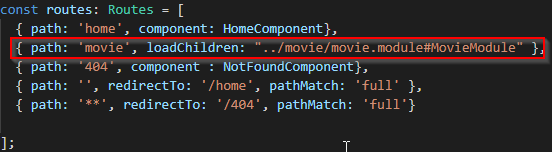 const routes: Routes = [
{ path: 'home', component: HomeComponent},
{ path: 'movie', loadChildren: "../movie/movie.module#MovieModule" },
{ path: '404', component : NotFoundComponent},
{ path: '', redirectTo: '/home', pathMatch: 'full' },
{ path: '**', redirectTo: '/404', pathMatch: 'full'}
];